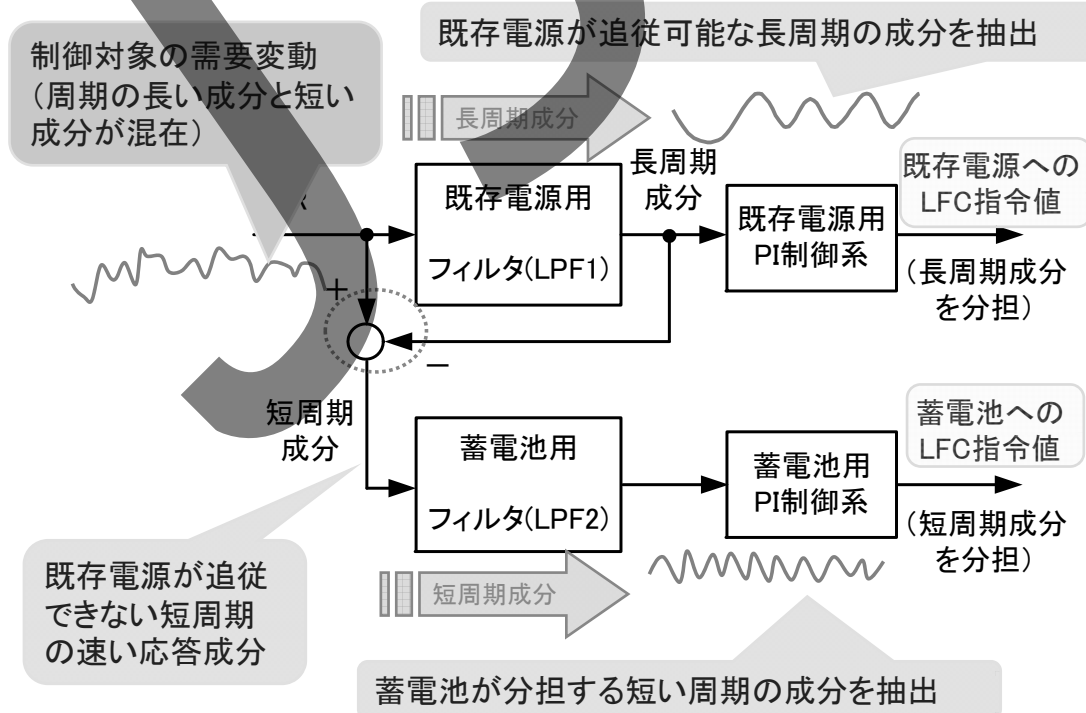 制御対象の需要変動
（周期の長い成分と短い
成分が混在）
既存電源が追従可能な長周期の成分を抽出
長周期成分
長周期
成分
既存電源用
フィルタ(LPF1)
既存電源用
PI制御系
既存電源への
LFC指令値
（長周期成分
を分担）
＋
－
短周期
成分
蓄電池用
フィルタ(LPF2)
蓄電池用
PI制御系
蓄電池への
LFC指令値
（短周期成分
を分担）
既存電源が追従
できない短周期
の速い応答成分
短周期成分
蓄電池が分担する短い周期の成分を抽出